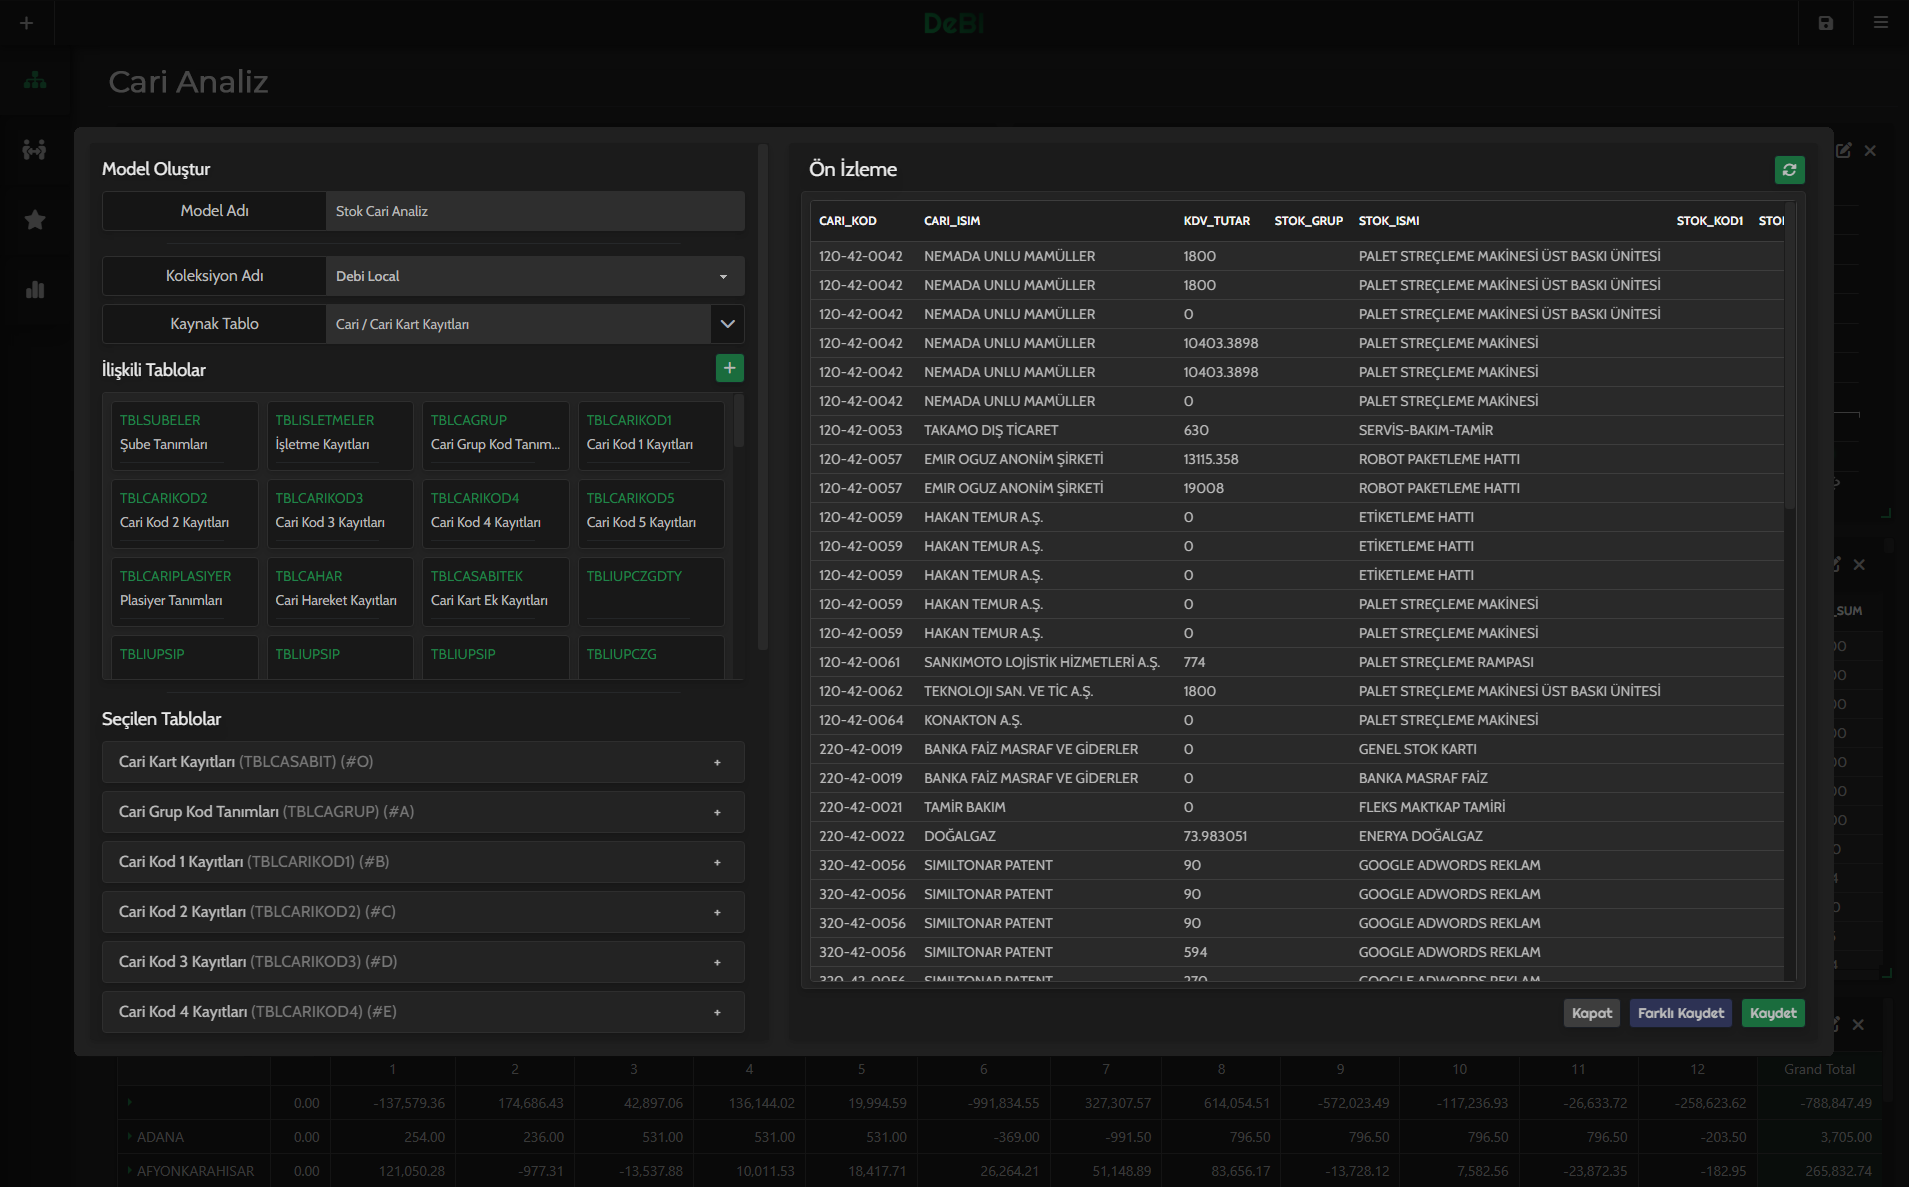 DeBI
Cari Analiz
Model Oluştur
Model Adı Stok Cari Analiz
Koleksiyon Adı Debi Local
Kaynak Tablo Cari / Cari Kart Kayıtları
İlişkili Tablolar +
TBLSUBELER TBLISLETMELER TBLCAGRUP TBLCARIKOD1
Şube Tanımları İşletme Kayıtları Cari Grup Kod Tanım... Cari Kod 1 Kayıtları
TBLCARIKOD2 TBLCARIKOD3 TBLCARIKOD4 TBLCARIKOD5
Cari Kod 2 Kayıtları Cari Kod 3 Kayıtları Cari Kod 4 Kayıtları Cari Kod 5 Kayıtları
TBLCARIPLASIYER TBLCAHAR TBLCASABITEK TBLIUPCZGDTY
Plasiyer Tanımları Cari Hareket Kayıtları Cari Kart Ek Kayıtları
TBLIUPSIP TBLIUPSIP TBLIUPSIP TBLIUPCZG
Seçilen Tablolar
Cari Kart Kayıtları (TBLCASABIT) (#O) +
Cari Grup Kod Tanımları (TBLCAGRUP) (#A) +
Cari Kod 1 Kayıtları (TBLCARIKOD1) (#B) +
Cari Kod 2 Kayıtları (TBLCARIKOD2) (#C) +
Cari Kod 3 Kayıtları (TBLCARIKOD3) (#D) +
Cari Kod 4 Kayıtları (TBLCARIKOD4) (#E) +
Ön İzleme
CARI_KOD CARI_ISIM KDV_TUTAR STOK_GRUP STOK_ISMI STOK_KOD1 STOI
120-42-0042 NEMADA UNLU MAMÜLLER 1800 PALET STREÇLEME MAKİNESİ ÜST BASKI ÜNİTESİ
120-42-0042 NEMADA UNLU MAMÜLLER 1800 PALET STREÇLEME MAKİNESİ ÜST BASKI ÜNİTESİ
120-42-0042 NEMADA UNLU MAMÜLLER 0 PALET STREÇLEME MAKİNESİ ÜST BASKI ÜNİTESİ
120-42-0042 NEMADA UNLU MAMÜLLER 10403.3898 PALET STREÇLEME MAKİNESİ
120-42-0042 NEMADA UNLU MAMÜLLER 10403.3898 PALET STREÇLEME MAKİNESİ
120-42-0042 NEMADA UNLU MAMÜLLER 0 PALET STREÇLEME MAKİNESİ
120-42-0053 TAKAMO DIŞ TİCARET 630 SERVİS-BAKIM-TAMİR
120-42-0057 EMIR OGUZ ANONİM ŞİRKETİ 13115.358 ROBOT PAKETLEME HATTI
120-42-0057 EMIR OGUZ ANONİM ŞİRKETİ 19008 ROBOT PAKETLEME HATTI
120-42-0059 HAKAN TEMUR A.Ş. 0 ETİKETLEME HATTI
120-42-0059 HAKAN TEMUR A.Ş. 0 ETİKETLEME HATTI
120-42-0059 HAKAN TEMUR A.Ş. 0 ETİKETLEME HATTI
120-42-0059 HAKAN TEMUR A.Ş. 0 PALET STREÇLEME MAKİNESİ
120-42-0059 HAKAN TEMUR A.Ş. 0 PALET STREÇLEME MAKİNESİ
120-42-0061 SANKIMOTO LOJİSTİK HİZMETLERİ A.Ş. 774 PALET STREÇLEME RAMPASI
120-42-0062 TEKNOLOJI SAN. VE TİC A.Ş. 1800 PALET STREÇLEME MAKİNESİ ÜST BASKI ÜNİTESİ
120-42-0064 KONAKTON A.Ş. 0 PALET STREÇLEME MAKİNESİ
220-42-0019 BANKA FAİZ MASRAF VE GİDERLER 0 GENEL STOK KARTI
220-42-0019 BANKA FAİZ MASRAF VE GİDERLER 0 BANKA MASRAF FAİZ
220-42-0021 TAMİR BAKIM 0 FLEKS MAKTKAP TAMİRİ
220-42-0022 DOĞALGAZ 73.983051 ENERYA DOĞALGAZ
320-42-0056 SIMILTONAR PATENT 90 GOOGLE ADWORDS REKLAM
320-42-0056 SIMILTONAR PATENT 90 GOOGLE ADWORDS REKLAM
320-42-0056 SIMILTONAR PATENT 90 GOOGLE ADWORDS REKLAM
320-42-0056 SIMILTONAR PATENT 594 GOOGLE ADWORDS REKLAM
320-42-0056 SIMILTONAR PATENT 270 GOOGLE ADWORDS REKLAM
Kapat Farklı Kaydet Kaydet
_SUM
1 2 3 4 5 6 7 8 9 10 11 12 Grand Total
0.00 -137,579.36 174,686.43 42,897.06 136,144.02 19,994.59 -991,834.55 327,307.57 614,054.51 -572,023.49 -117,236.93 -26,633.72 -258,623.62 -788,847.49
ADANA 0.00 254.00 236.00 531.00 531.00 531.00 -369.00 -991.50 796.50 796.50 796.50 796.50 -203.50 3,705.00
AFYONKARAHISAR 0.00 121,050.28 -977.31 -13,537.88 10,011.53 18,417.71 26,264.21 51,148.89 83,656.17 -13,728.12 7,582.56 -23,872.35 -182.95 265,832.74